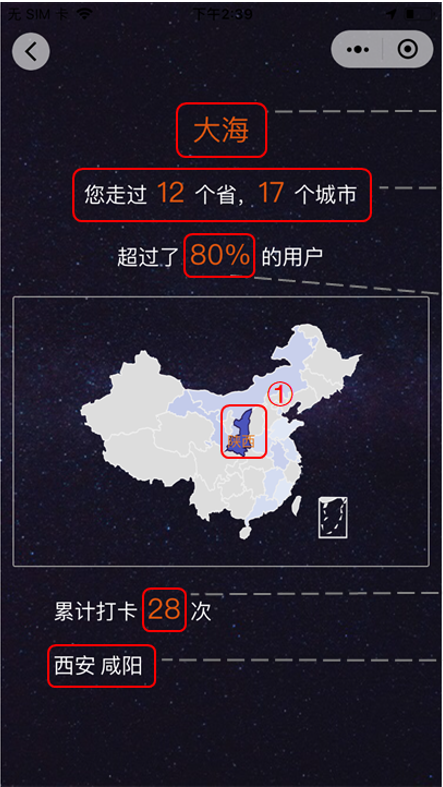 无 SIM 卡 下午2:39
大海
您走过 12 个省，17 个城市
超过了 80% 的用户
①
陕西
累计打卡 28 次
西安 咸阳